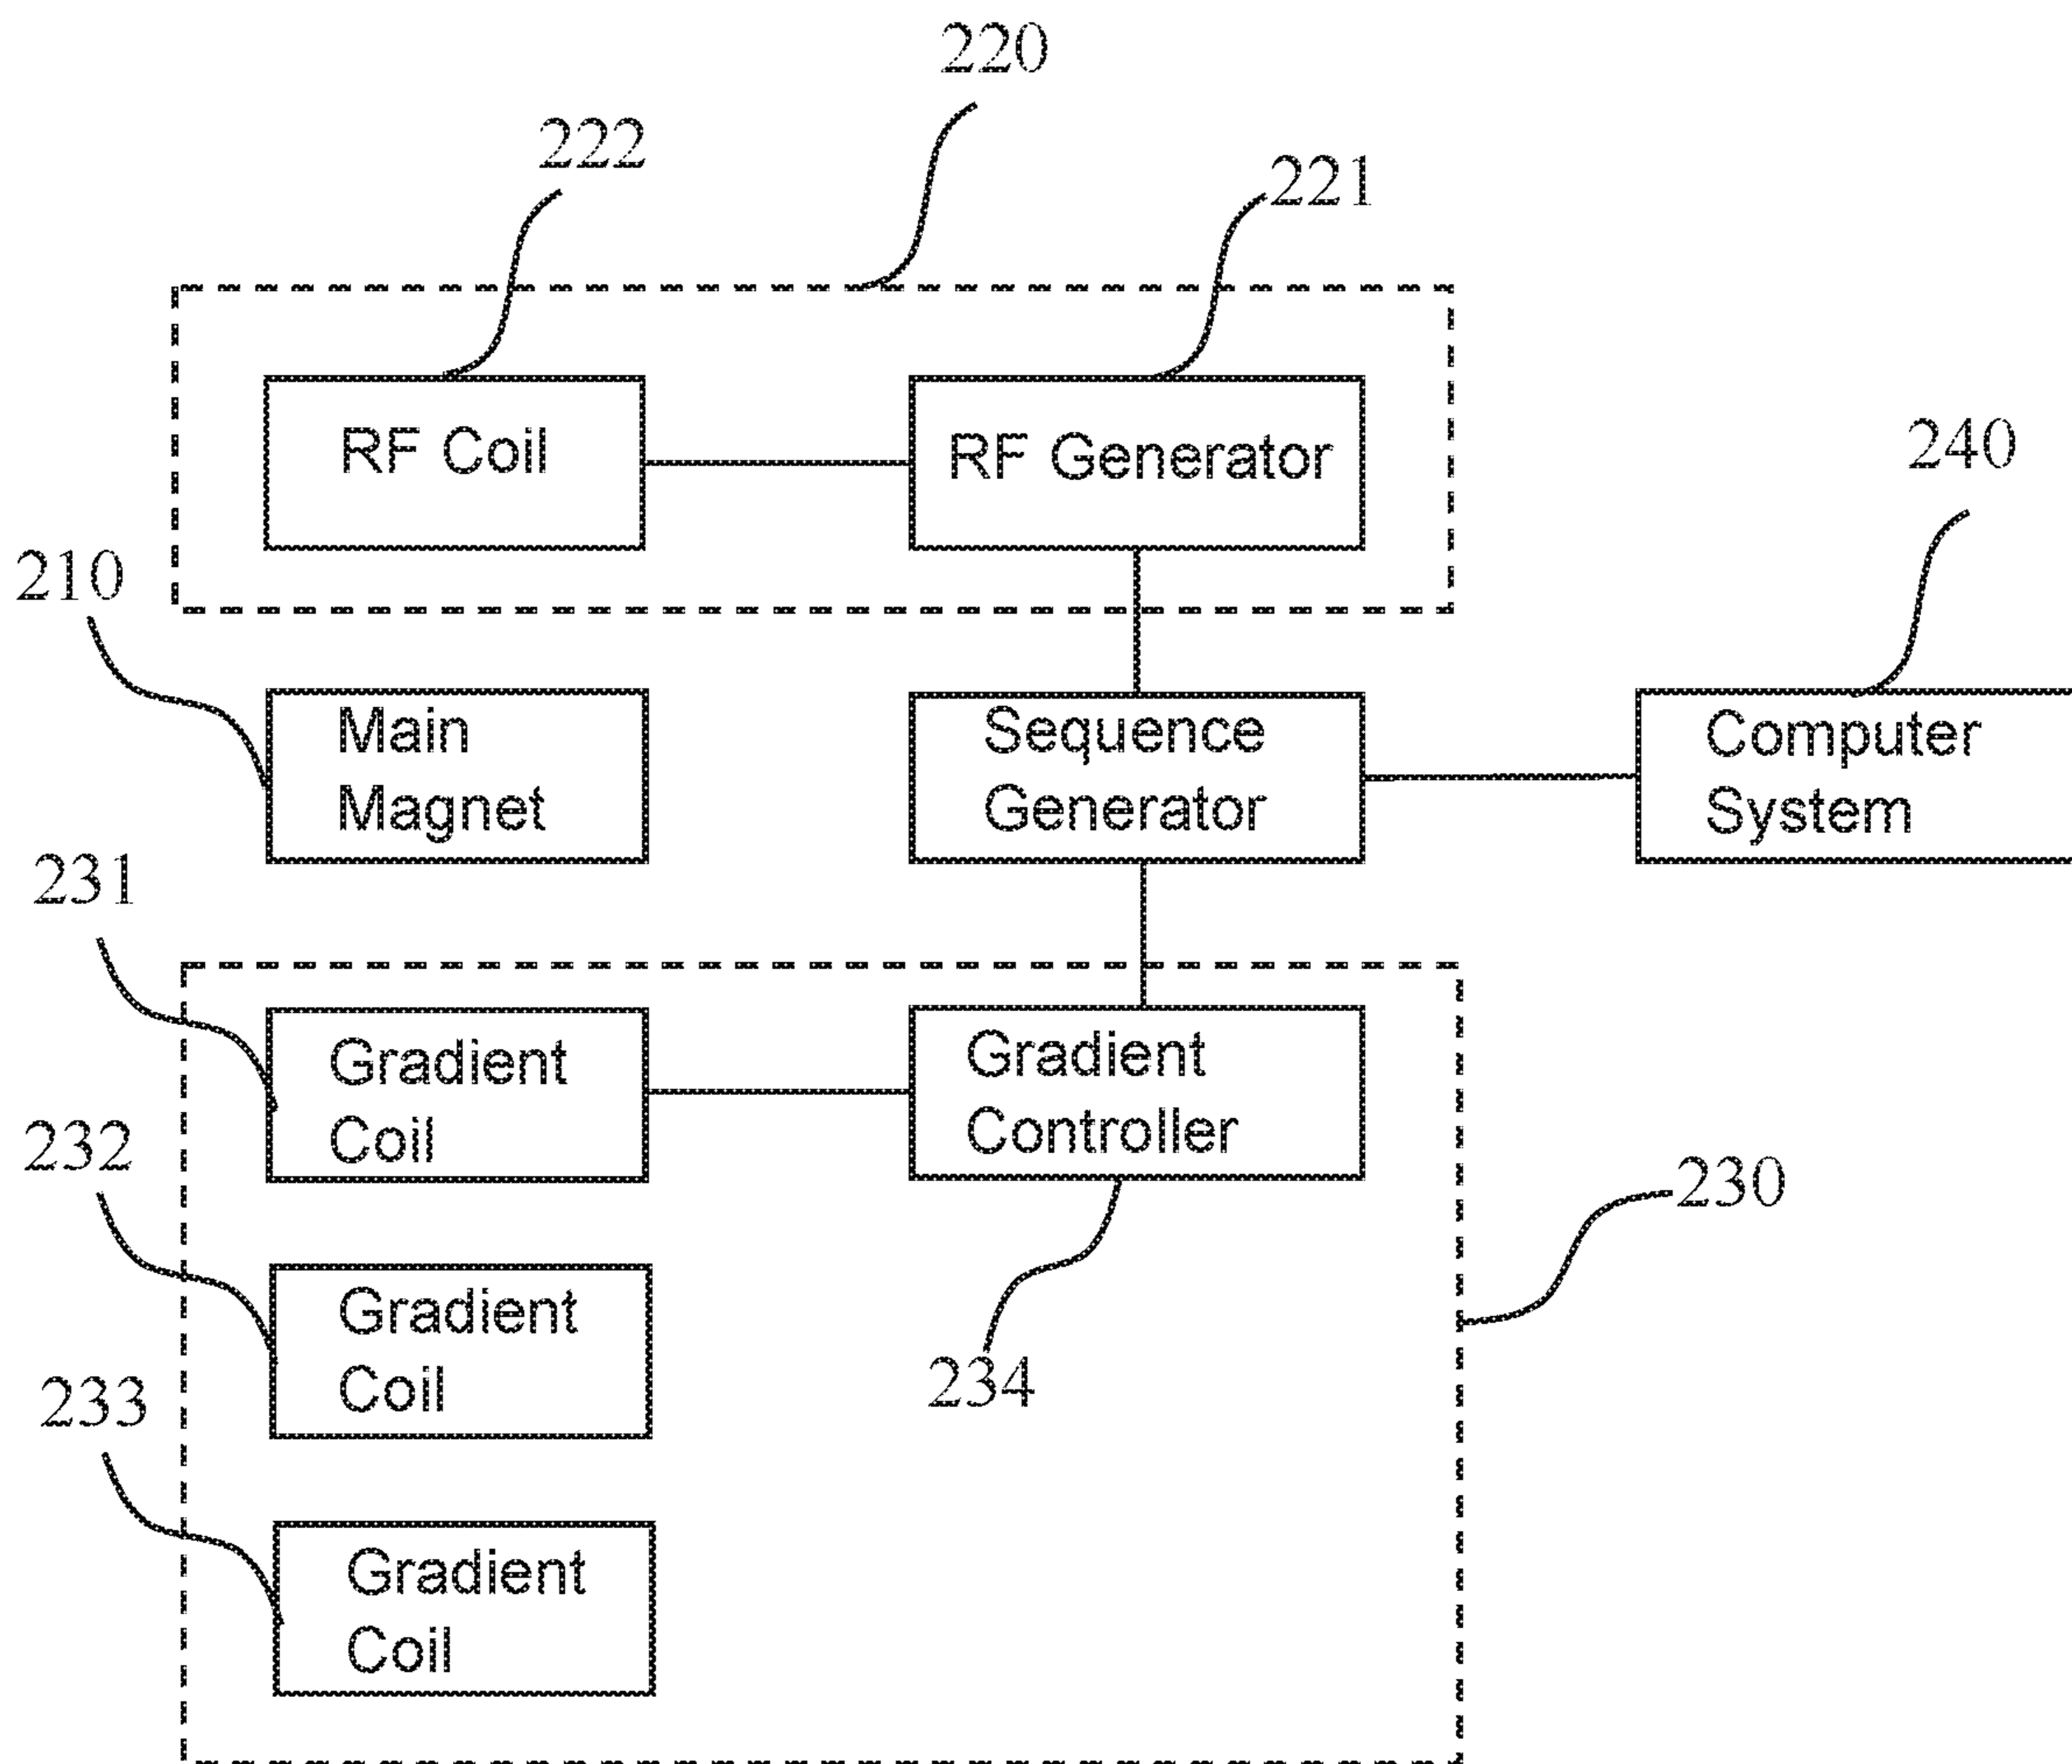 220
222
221
RF Coil
RF Generator
240
210
Main
Magnet
Sequence
Generator
Computer
System
231
Gradient
Coil
Gradient
Controller
232
230
Gradient
Coil
234
233
Gradient
Coil